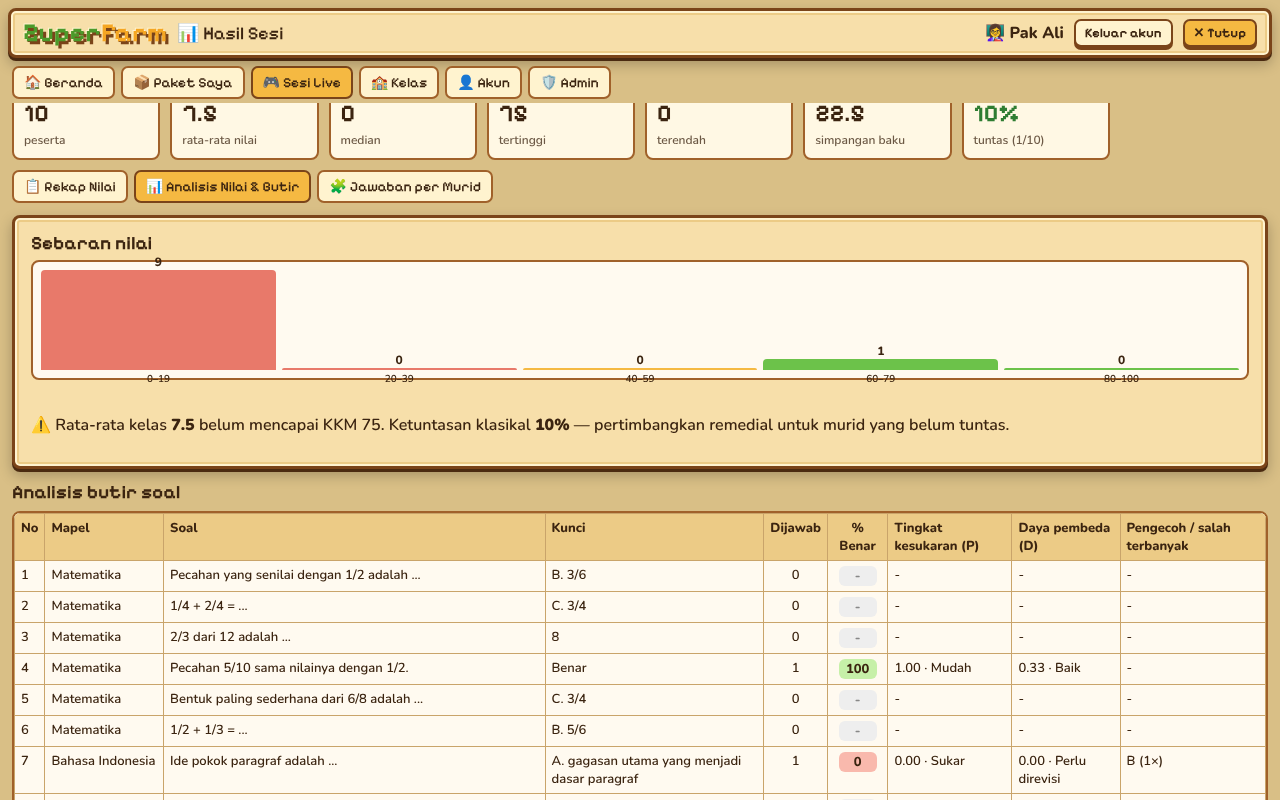 SuperFarm 📊 Hasil Sesi 👩‍🏫 Pak Ali Keluar akun ✕ Tutup
🏠 Beranda 📦 Paket Saya 🎮 Sesi Live 🏫 Kelas 👤 Akun 🛡️ Admin
10 7.5 0 75 0 22.5 10%
peserta rata-rata nilai median tertinggi terendah simpangan baku tuntas (1/10)
📋 Rekap Nilai 📊 Analisis Nilai & Butir 🧩 Jawaban per Murid
Sebaran nilai
9 0 0 1 0
0–19 20–39 40–59 60–79 80–100
⚠️ Rata-rata kelas 7.5 belum mencapai KKM 75. Ketuntasan klasikal 10% — pertimbangkan remedial untuk murid yang belum tuntas.
Analisis butir soal
No Mapel Soal Kunci Dijawab % Benar Tingkat kesukaran (P) Daya pembeda (D) Pengecoh / salah terbanyak
1 Matematika Pecahan yang senilai dengan 1/2 adalah ... B. 3/6 0 - - - -
2 Matematika 1/4 + 2/4 = ... C. 3/4 0 - - - -
3 Matematika 2/3 dari 12 adalah ... 8 0 - - - -
4 Matematika Pecahan 5/10 sama nilainya dengan 1/2. Benar 1 100 1.00 · Mudah 0.33 · Baik -
5 Matematika Bentuk paling sederhana dari 6/8 adalah ... C. 3/4 0 - - - -
6 Matematika 1/2 + 1/3 = ... B. 5/6 0 - - - -
7 Bahasa Indonesia Ide pokok paragraf adalah ... A. gagasan utama yang menjadi dasar paragraf 1 0 0.00 · Sukar 0.00 · Perlu direvisi B (1×)